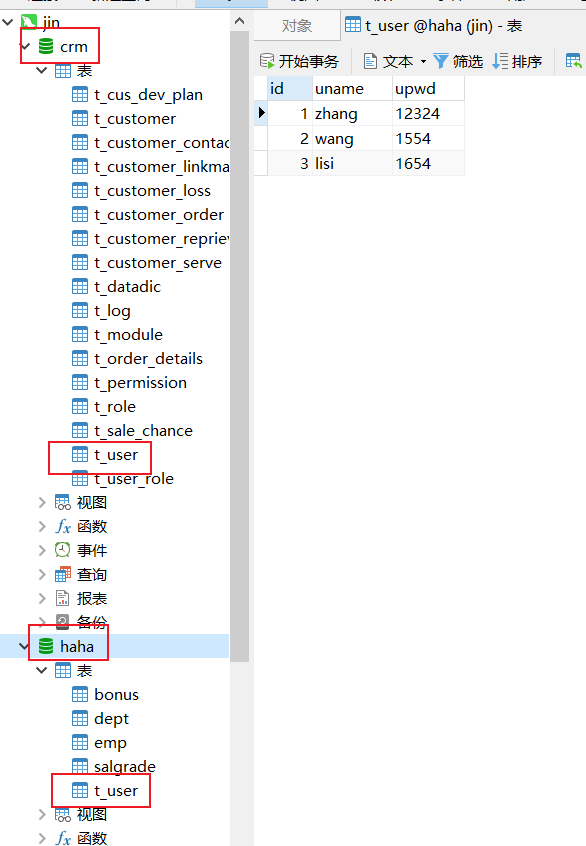 jin
crm
表
t_cus_dev_plan
t_customer
t_customer_contac
t_customer_linkma
t_customer_loss
t_customer_order
t_customer_repriev
t_customer_serve
t_datadic
t_log
t_module
t_order_details
t_permission
t_role
t_sale_chance
t_user
t_user_role
视图
函数
事件
查询
报表
备份
haha
表
bonus
dept
emp
salgrade
t_user
视图
函数
对象 t_user @haha (jin) - 表
开始事务 文本 筛选 排序
id uname upwd
1 zhang 12324
2 wang 1554
3 lisi 1654